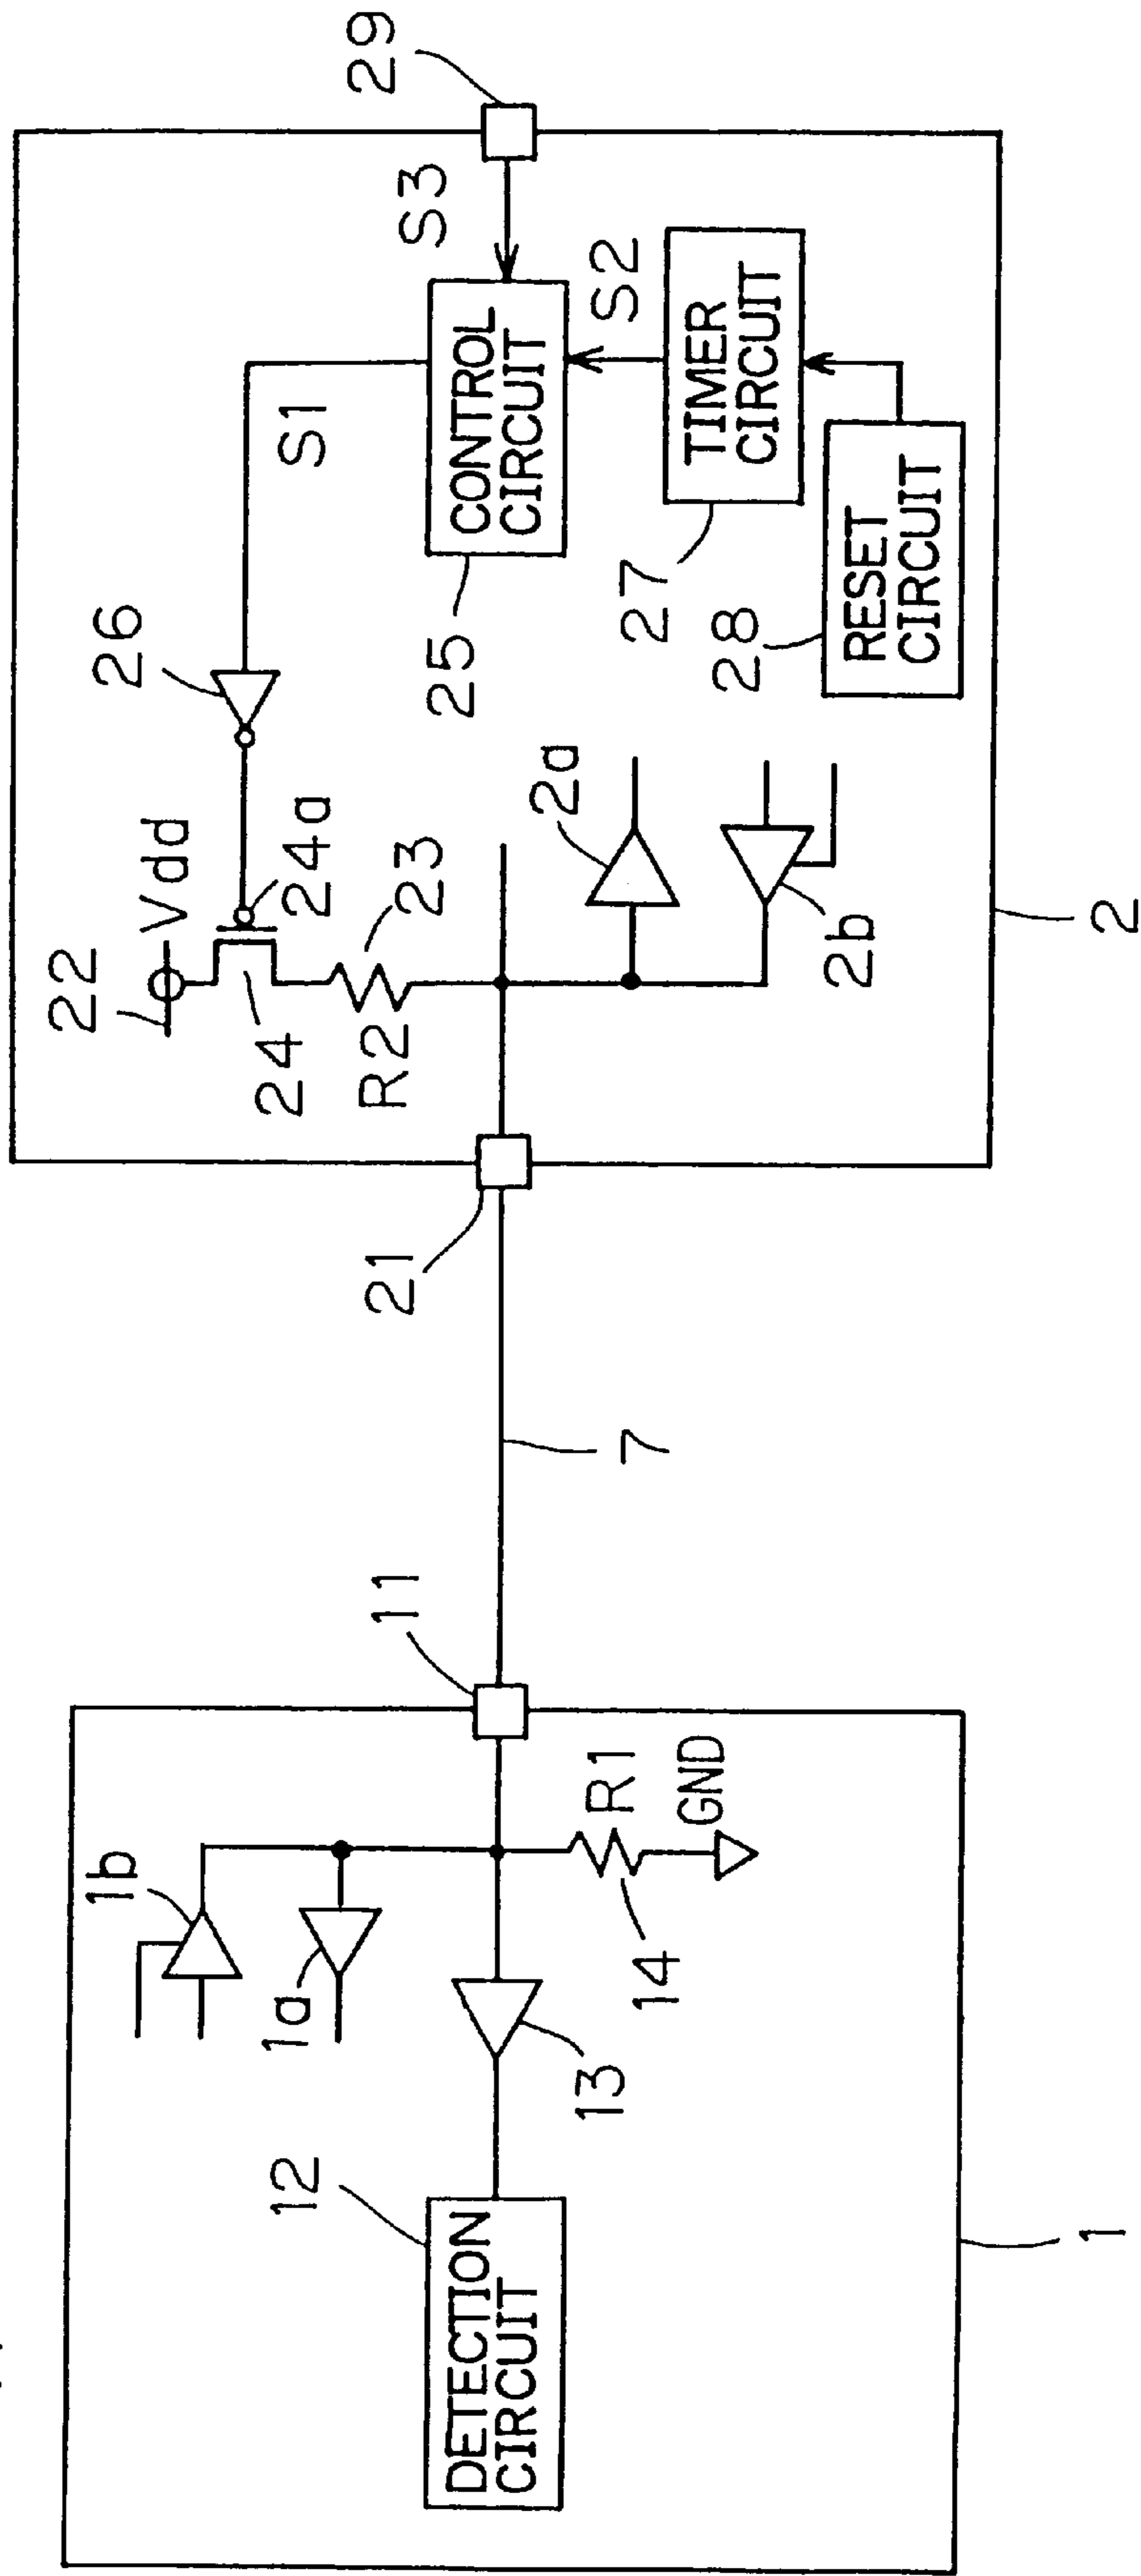 1b
1a
12
DETECTION
CIRCUIT
13
14
R1
GND
11
1
7
21
22
Vdd
24
24a
R2
23
26
S1
2a
2b
25
CONTROL
CIRCUIT
S3
29
S2
27
TIMER
CIRCUIT
28
RESET
CIRCUIT
2